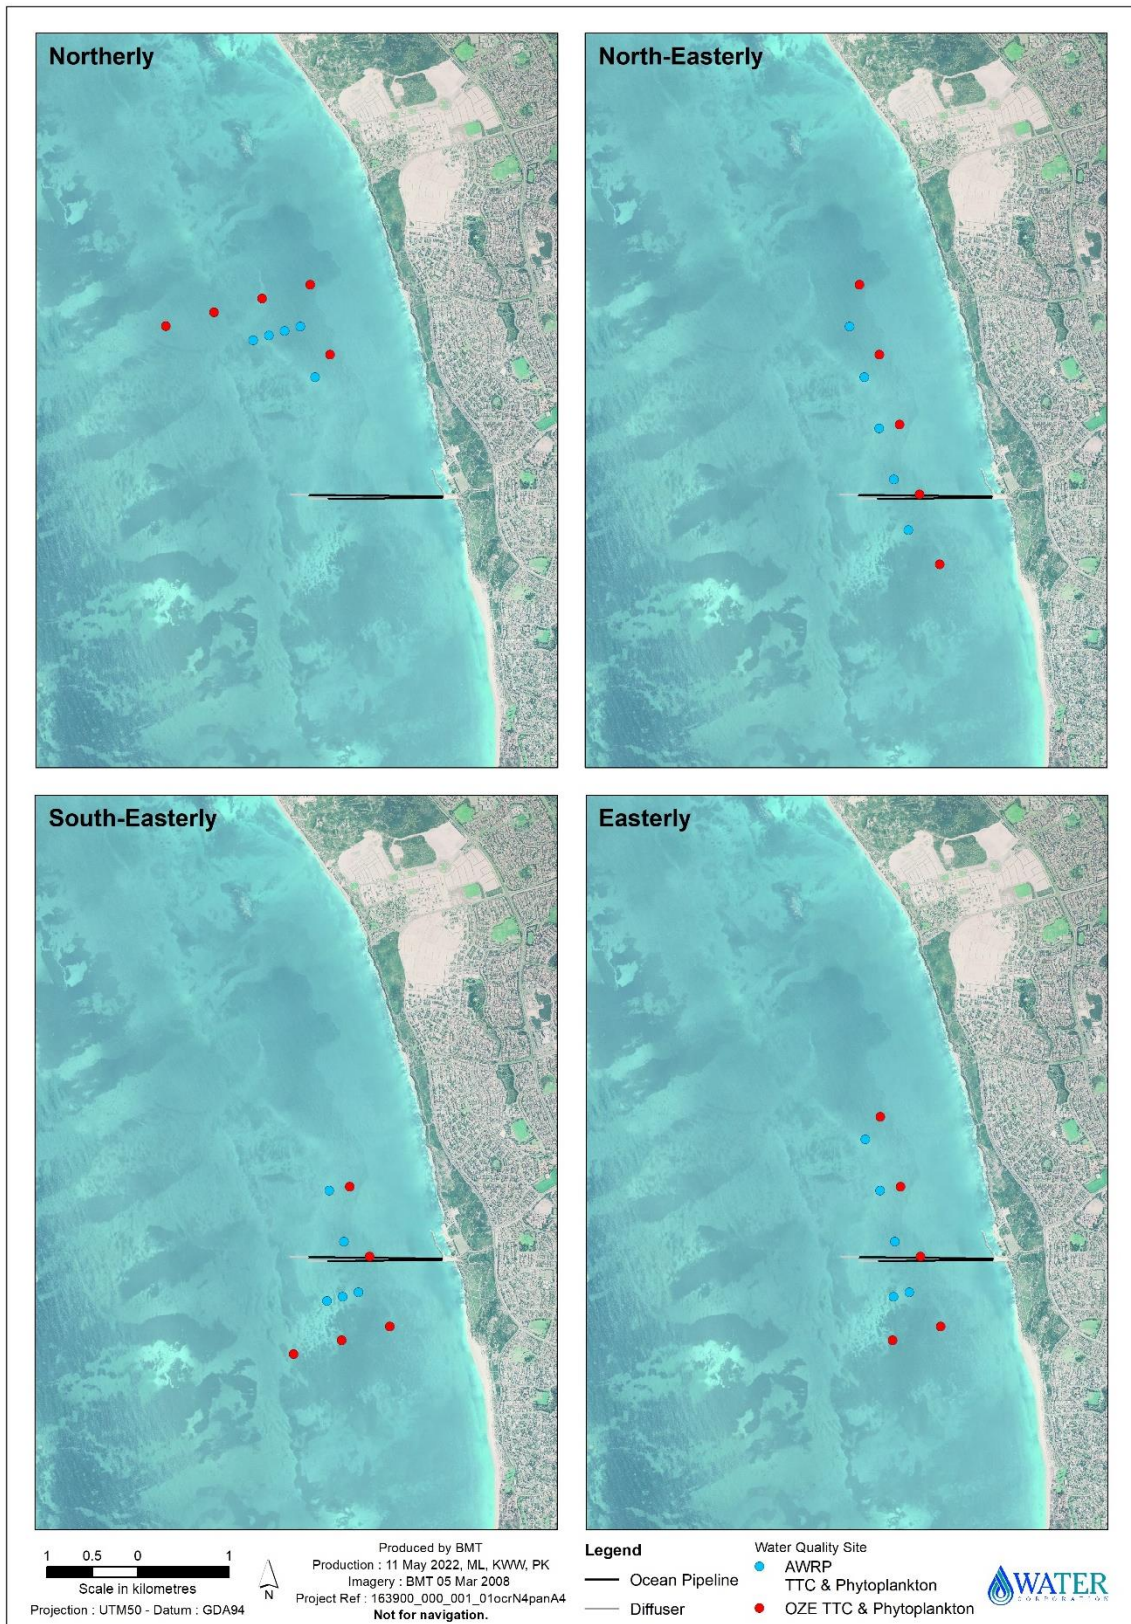 Northerly
North-Easterly
South-Easterly
Easterly
1 0.5 0 1
Scale in kilometres
Projection : UTM50 - Datum : GDA94
N
Produced by BMT
Production : 11 May 2022, ML, KWW, PK
Imagery : BMT 05 Mar 2008
Project Ref : 163900_000_001_01ocrN4panA4
Not for navigation.
Legend
Ocean Pipeline
Diffuser
Water Quality Site
AWRP
TTC & Phytoplankton
OZE TTC & Phytoplankton
WATER
CORPORATION